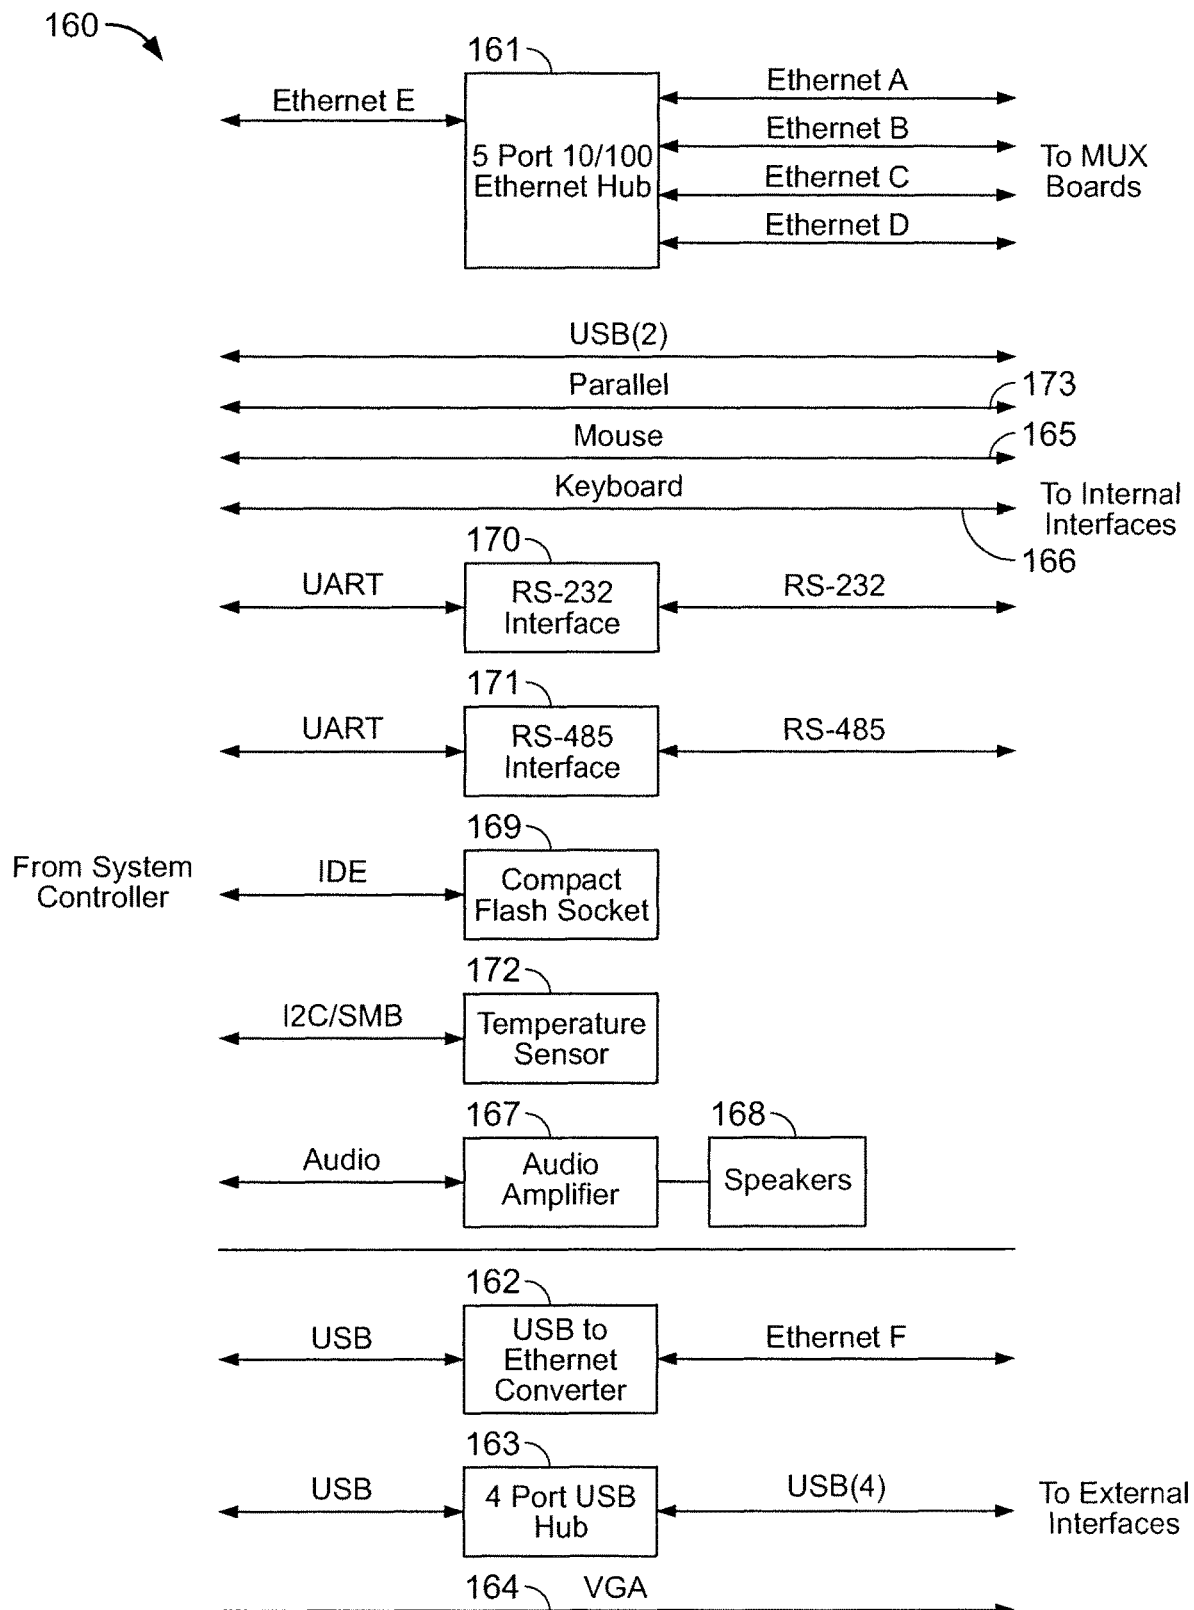 160
161
Ethernet E
5 Port 10/100
Ethernet Hub
Ethernet A
Ethernet B
Ethernet C
Ethernet D
To MUX
Boards
USB(2)
Parallel
173
Mouse
165
Keyboard
166
To Internal
Interfaces
170
UART
RS-232
Interface
RS-232
171
UART
RS-485
Interface
RS-485
From System
Controller
169
IDE
Compact
Flash Socket
172
I2C/SMB
Temperature
Sensor
167
Audio
Audio
Amplifier
168
Speakers
162
USB
USB to
Ethernet
Converter
Ethernet F
163
USB
4 Port USB
Hub
USB(4)
To External
Interfaces
164
VGA